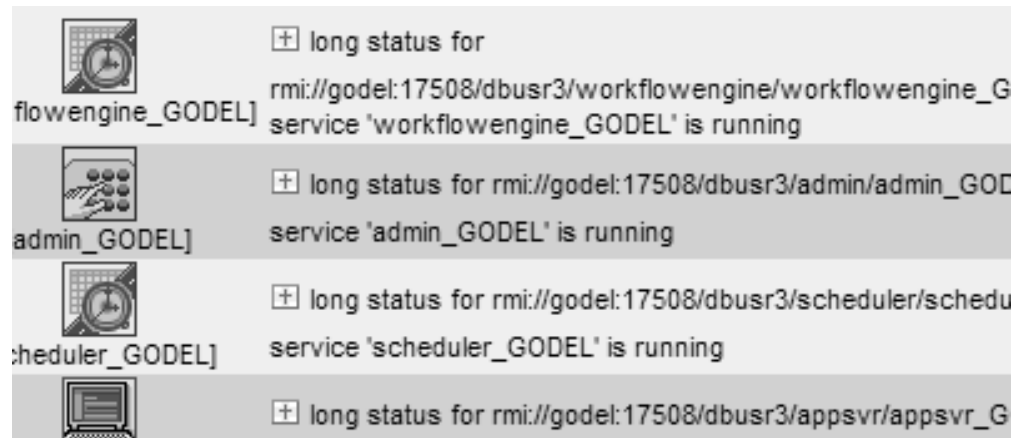 long status for
rmi://godel:17508/dbusr3/workflowengine/workflowengine_G
flowengine_GODEL]
service 'workflowengine_GODEL' is running
long status for rmi://godel:17508/dbusr3/admin/admin_GOD
admin_GODEL]
service 'admin_GODEL' is running
long status for rmi://godel:17508/dbusr3/scheduler/schedu
cheduler_GODEL]
service 'scheduler_GODEL' is running
long status for rmi://godel:17508/dbusr3/appsvr/appsvr_G